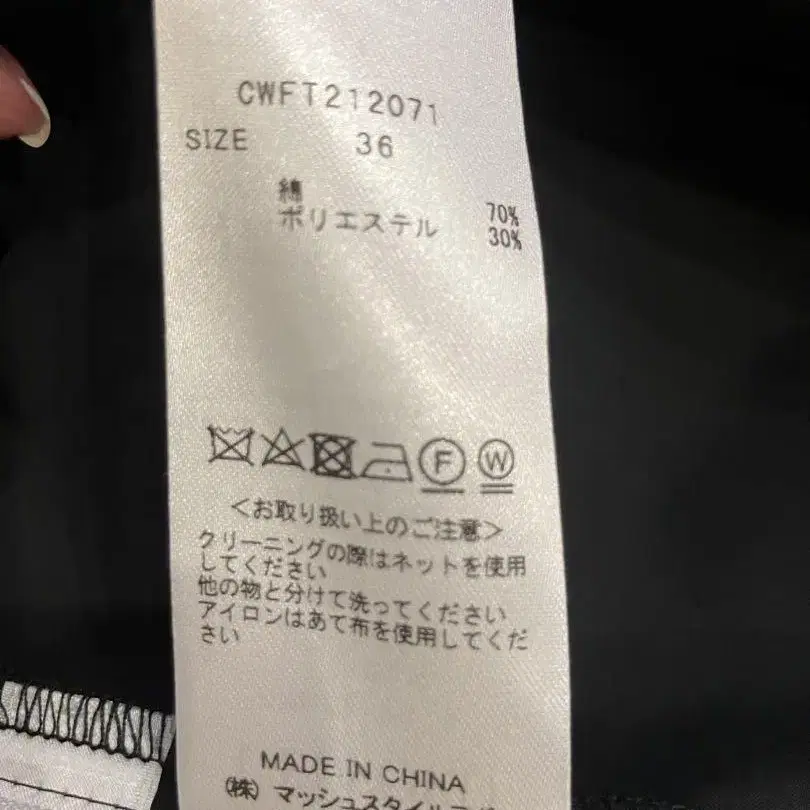 CWFT212071
SIZE 36
綿 70%
ポリエステル 30%
F W
＜お取り扱い上のご注意＞
クリーニングの際はネットを使用
してください
他の物と分けて洗ってください
アイロンはあて布を使用してくだ
さい
MADE IN CHINA
(株) マッシュスタイル